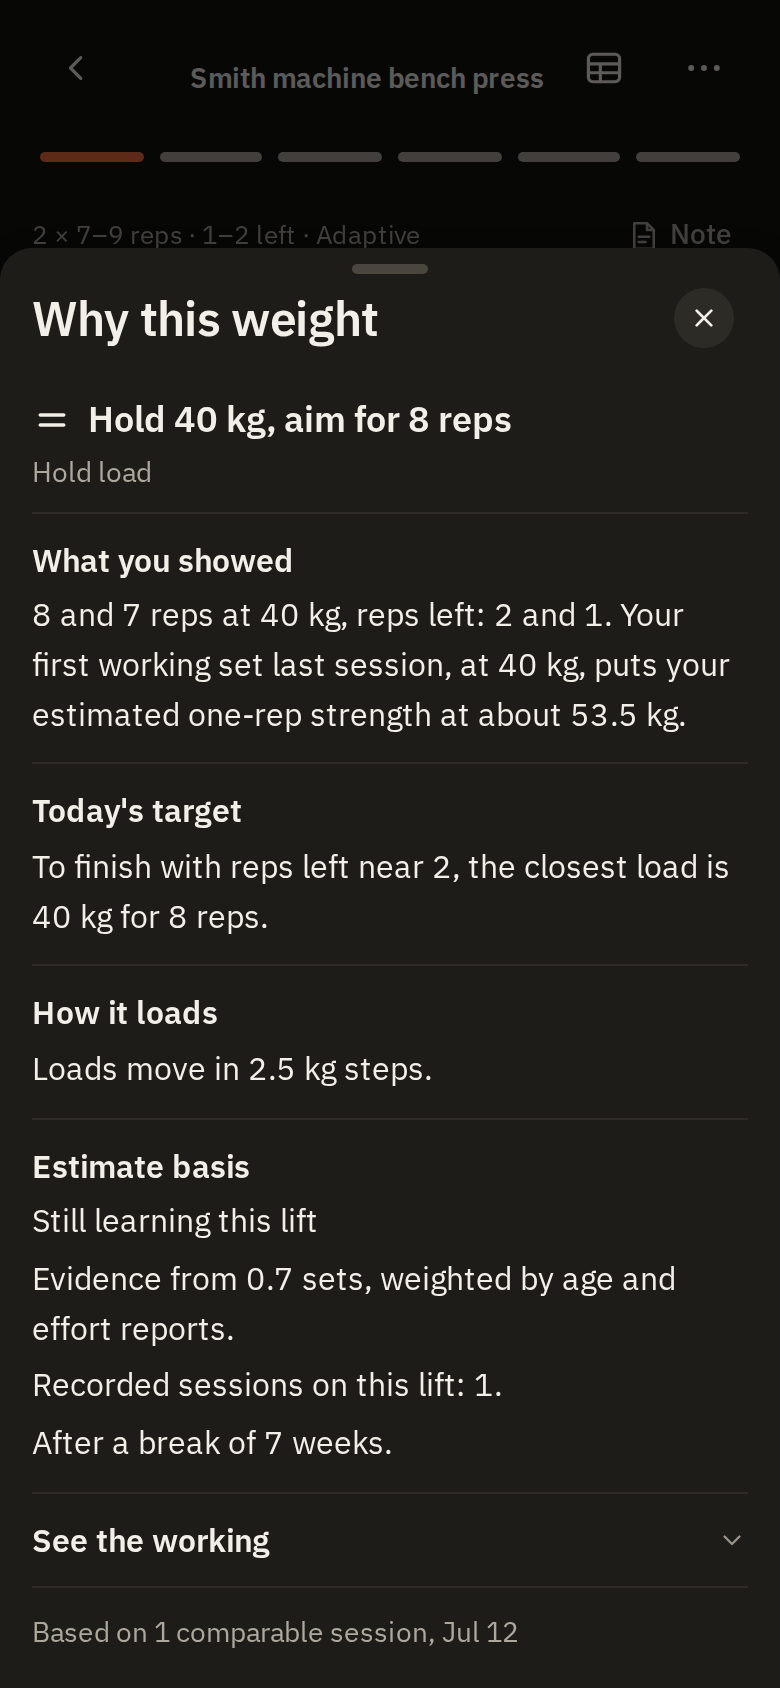 Smith machine bench press
2 × 7–9 reps · 1–2 left · Adaptive
Note
Why this weight
Hold 40 kg, aim for 8 reps
Hold load
What you showed
8 and 7 reps at 40 kg, reps left: 2 and 1. Your
first working set last session, at 40 kg, puts your
estimated one-rep strength at about 53.5 kg.
Today's target
To finish with reps left near 2, the closest load is
40 kg for 8 reps.
How it loads
Loads move in 2.5 kg steps.
Estimate basis
Still learning this lift
Evidence from 0.7 sets, weighted by age and
effort reports.
Recorded sessions on this lift: 1.
After a break of 7 weeks.
See the working
Based on 1 comparable session, Jul 12